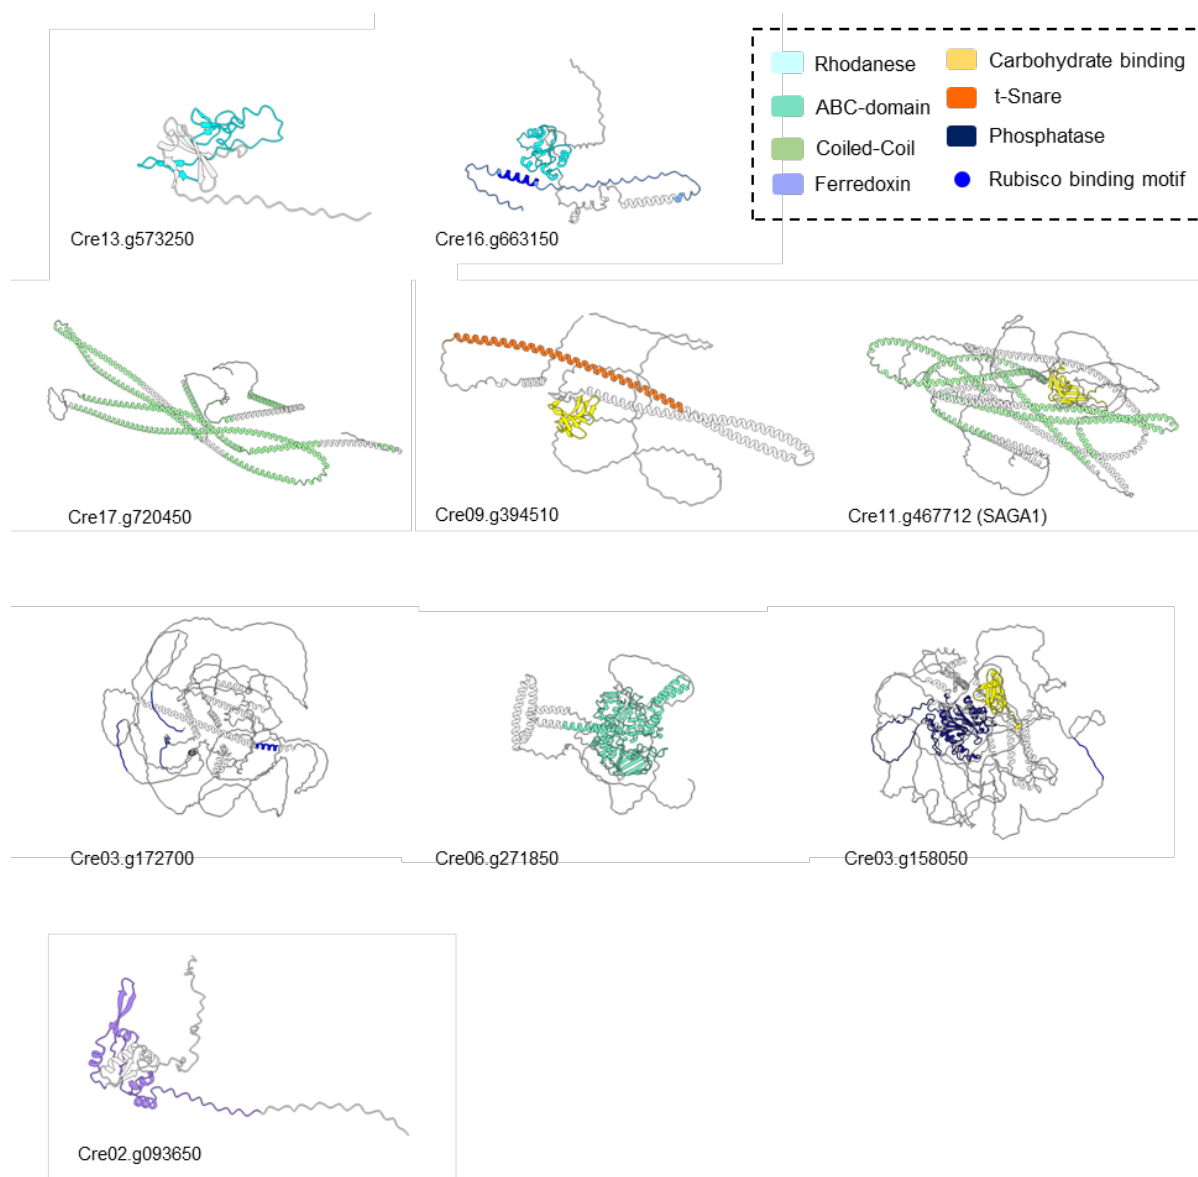 Rhodanese
Carbohydrate binding
ABC-domain
t-Snare
Coiled-Coil
Phosphatase
Ferredoxin
Rubisco binding motif
Cre13.g573250
Cre16.g663150
Cre17.g720450
Cre09.g394510
Cre11.g467712 (SAGA1)
Cre03.g172700
Cre06.g271850
Cre03.g158050
Cre02.g093650